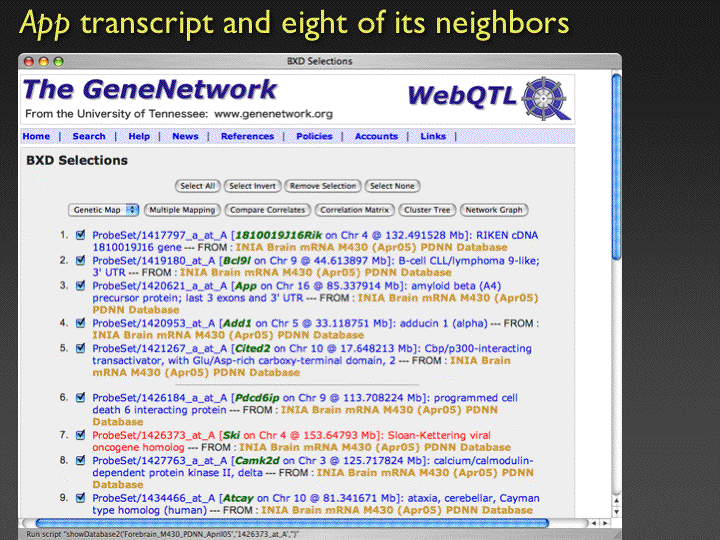 App transcript and eight of its neighbors
BXD Selections
The GeneNetwork
WebQTL
From the University of Tennessee: www.genenetwork.org
Home | Search | Help | News | References | Policies | Accounts | Links |
BXD Selections
Select All Select Invert Remove Selection Select None
Genetic Map Multiple Mapping Compare Correlates Correlation Matrix Cluster Tree Network Graph
1. ProbeSet/1417797_a_at_A [1810019J16Rik on Chr 4 @ 132.491528 Mb]: RIKEN cDNA
1810019J16 gene --- FROM : INIA Brain mRNA M430 (Apr05) PDNN Database
2. ProbeSet/1419180_at_A [Bcl9l on Chr 9 @ 44.613897 Mb]: B-cell CLL/lymphoma 9-like;
3' UTR --- FROM : INIA Brain mRNA M430 (Apr05) PDNN Database
3. ProbeSet/1420621_a_at_A [App on Chr 16 @ 85.337914 Mb]: amyloid beta (A4)
precursor protein; last 3 exons and 3' UTR --- FROM : INIA Brain mRNA M430 (Apr05)
PDNN Database
4. ProbeSet/1420953_at_A [Add1 on Chr 5 @ 33.118751 Mb]: adducin 1 (alpha) --- FROM :
INIA Brain mRNA M430 (Apr05) PDNN Database
5. ProbeSet/1421267_a_at_A [Cited2 on Chr 10 @ 17.648213 Mb]: Cbp/p300-interacting
transactivator, with Glu/Asp-rich carboxy-terminal domain, 2 --- FROM : INIA Brain
mRNA M430 (Apr05) PDNN Database
6. ProbeSet/1426184_a_at_A [Pdcd6ip on Chr 9 @ 113.708224 Mb]: programmed cell
death 6 interacting protein --- FROM : INIA Brain mRNA M430 (Apr05) PDNN
Database
7. ProbeSet/1426373_at_A [Ski on Chr 4 @ 153.64793 Mb]: Sloan-Kettering viral
oncogene homolog --- FROM : INIA Brain mRNA M430 (Apr05) PDNN Database
8. ProbeSet/1427763_a_at_A [Camk2d on Chr 3 @ 125.717824 Mb]: calcium/calmodulin-
dependent protein kinase II, delta --- FROM : INIA Brain mRNA M430 (Apr05) PDNN
Database
9. ProbeSet/1434466_at_A [Atcay on Chr 10 @ 81.341671 Mb]: ataxia, cerebellar, Cayman
type homolog (human) --- FROM : INIA Brain mRNA M430 (Apr05) PDNN Database
Run script "showDatabase2('Forebrain_M430_PDNN_April05','1426373_at_A','')"